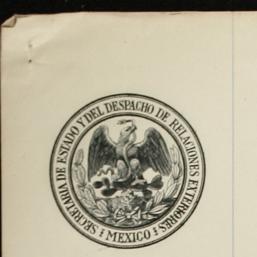 SECRETARIA DE ESTADO Y DEL DESPACHO DE RELACIONES EXTERIORES
MEXICO